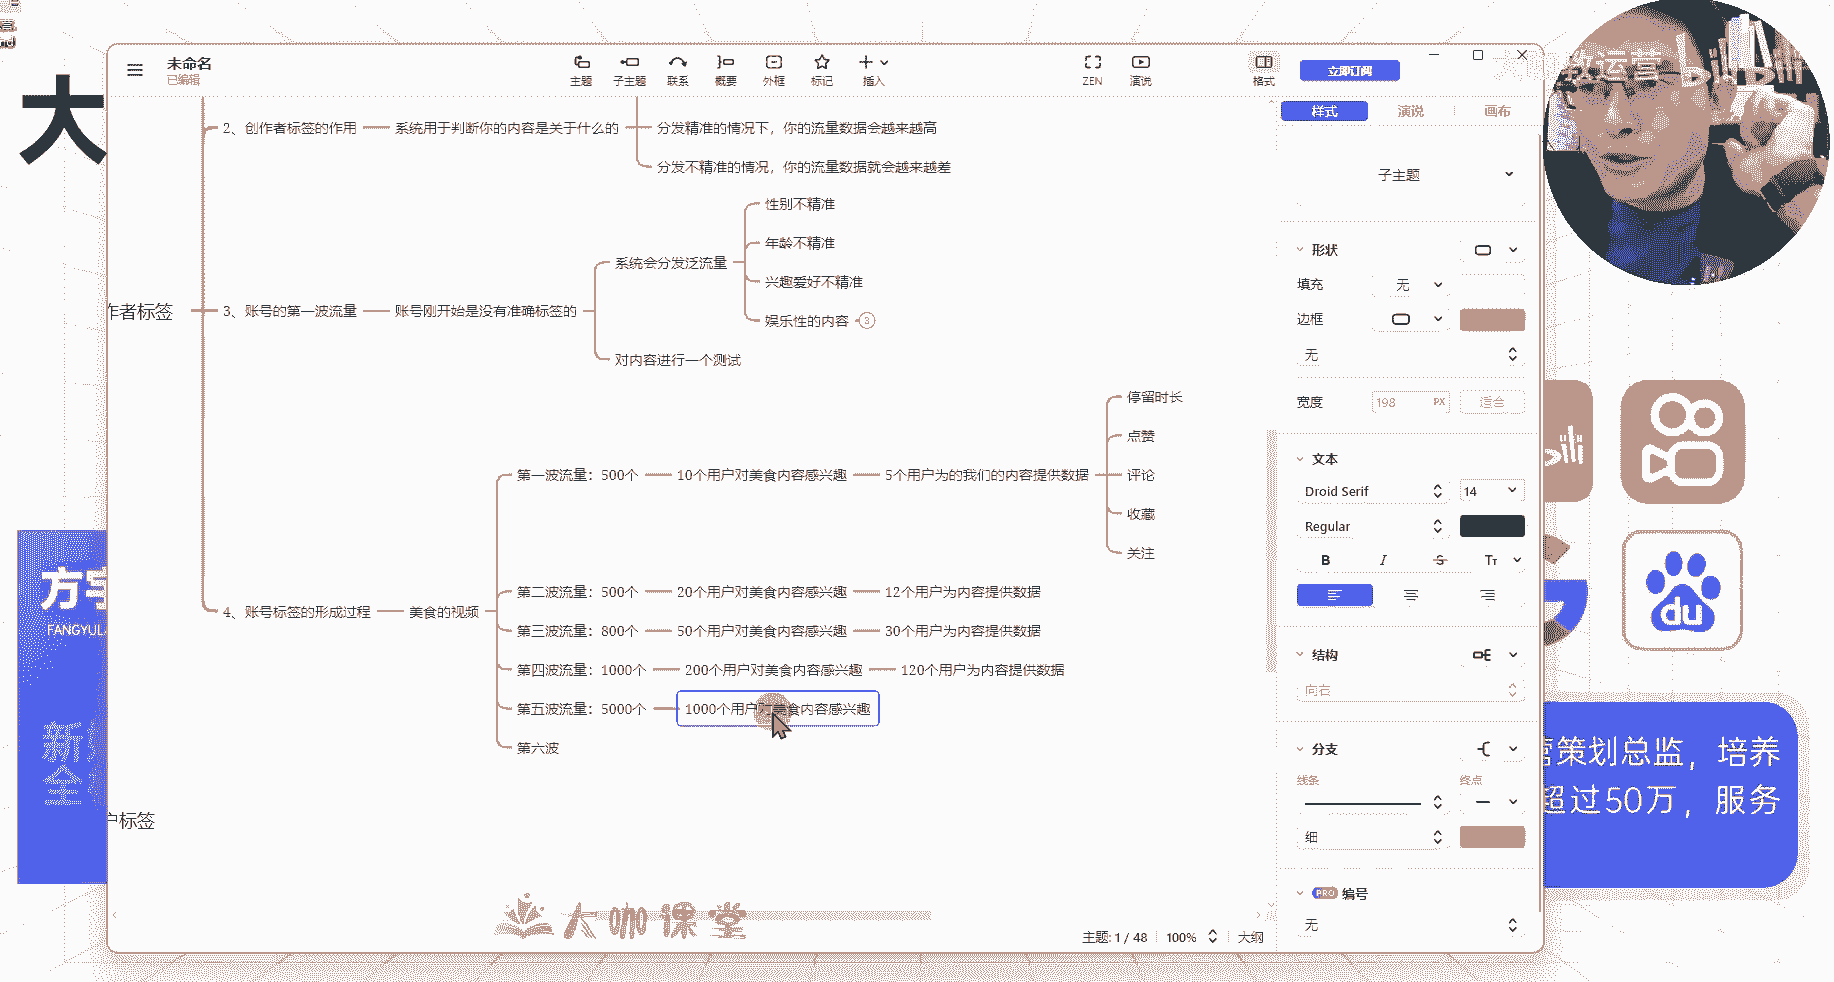 大
未命名
已编辑
主题
子主题
联系
概要
外框
标记
插入
ZEN
演说
格式
立即订阅
教运营
样式
演说
画布
2、创作者标签的作用
系统用于判断你的内容是关于什么的
分发精准的情况下，你的流量数据会越来越高
分发不精准的情况，你的流量数据就会越来越差
作者标签
3、账号的第一波流量
账号刚开始是没有准确标签的
系统会分发泛流量
性别不精准
年龄不精准
兴趣爱好不精准
娱乐性的内容
3
对内容进行一个测试
4、账号标签的形成过程
美食的视频
第一波流量：500个
10个用户对美食内容感兴趣
5个用户为的我们的内容提供数据
停留时长
点赞
评论
收藏
关注
第二波流量：500个
20个用户对美食内容感兴趣
12个用户为内容提供数据
第三波流量：800个
50个用户对美食内容感兴趣
30个用户为内容提供数据
第四波流量：1000个
200个用户对美食内容感兴趣
120个用户为内容提供数据
第五波流量：5000个
1000个用户对美食内容感兴趣
第六波
户标签
子主题
形状
填充
无
边框
无
宽度
198
PX
适合
文本
Droid Serif
14
Regular
B
I
S
Tт
结构
向右
分支
线条
终点
细
PRO
编号
无
主题: 1 / 48
100%
大纲
大咖课堂
方
FANGYUL
新
全
du
营策划总监，培养
超过50万，服务